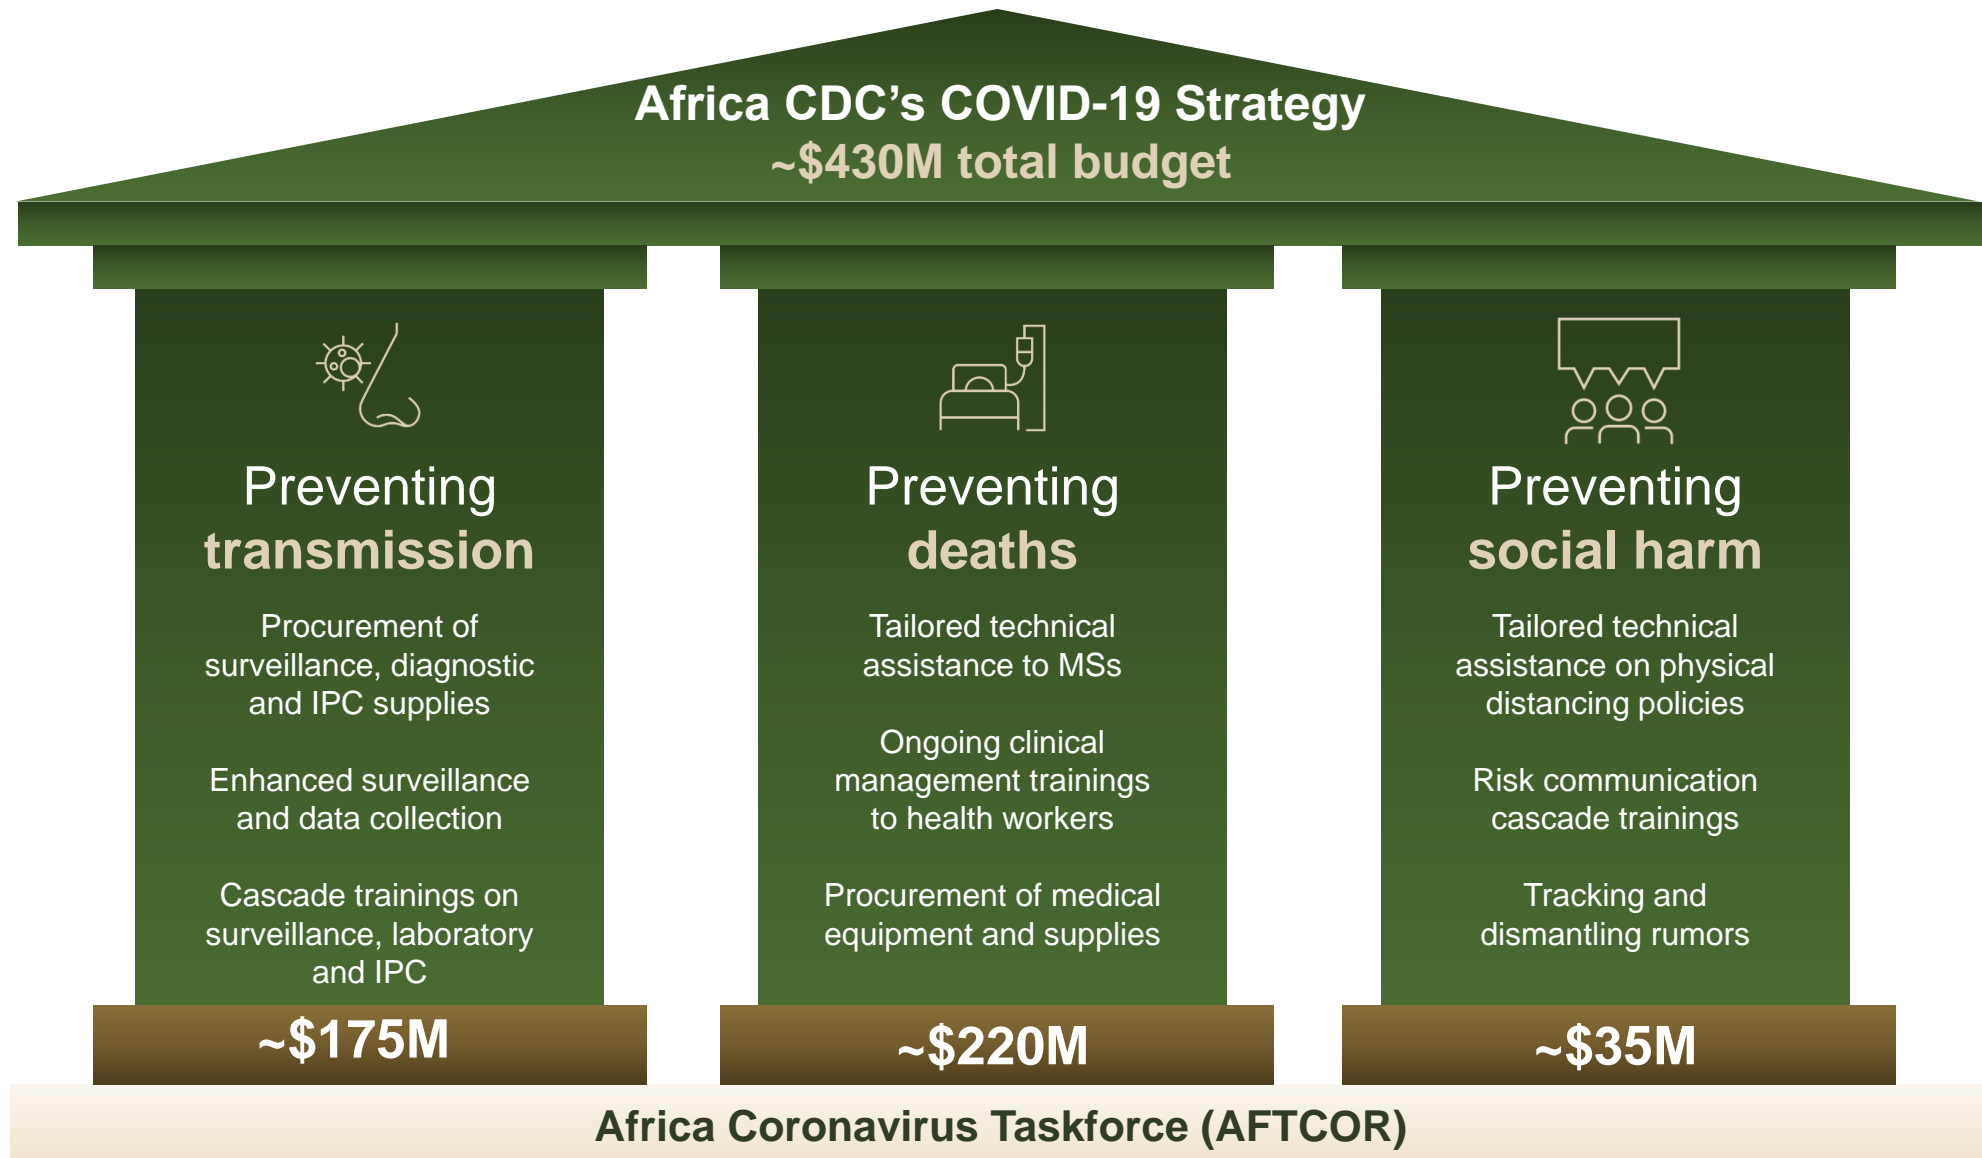 Africa CDC’s COVID-19 Strategy
~$430M total budget
Preventing
transmission
Procurement of
surveillance, diagnostic
and IPC supplies
Enhanced surveillance
and data collection
Cascade trainings on
surveillance, laboratory
and IPC
~$175M
Preventing
deaths
Tailored technical
assistance to MSs
Ongoing clinical
management trainings
to health workers
Procurement of medical
equipment and supplies
~$220M
Preventing
social harm
Tailored technical
assistance on physical
distancing policies
Risk communication
cascade trainings
Tracking and
dismantling rumors
~$35M
Africa Coronavirus Taskforce (AFTCOR)